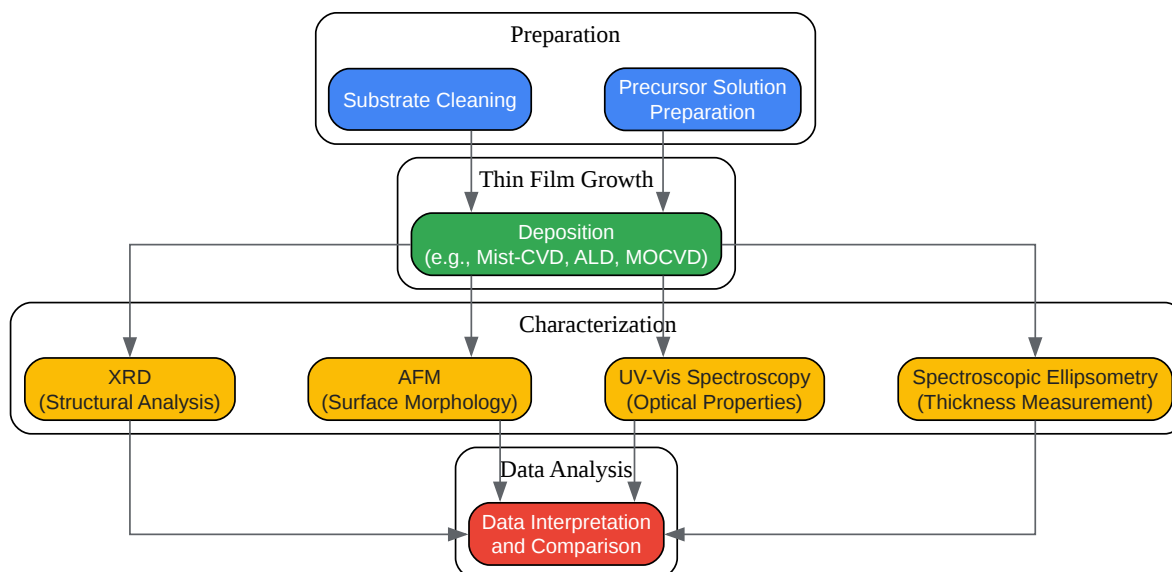 Preparation
Substrate Cleaning
Precursor Solution
Preparation
Thin Film Growth
Deposition
(e.g., Mist-CVD, ALD, MOCVD)
Characterization
XRD
(Structural Analysis)
AFM
(Surface Morphology)
UV-Vis Spectroscopy
(Optical Properties)
Spectroscopic Ellipsometry
(Thickness Measurement)
Data Analysis
Data Interpretation
and Comparison